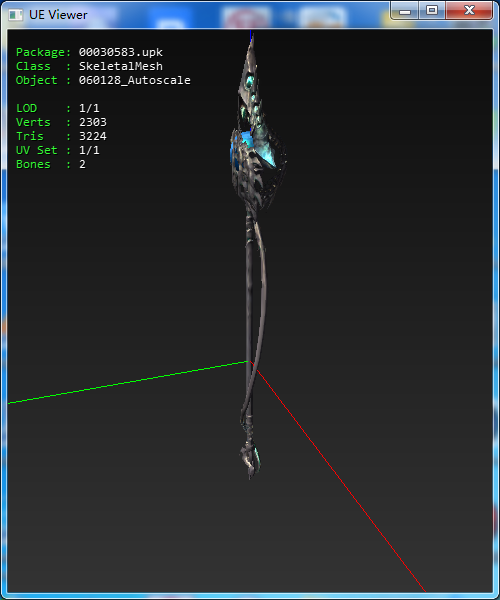 UE Viewer
Package: 00030583.upk
Class : SkeletalMesh
Object : 060128_Autoscale
LOD : 1/1
Verts : 2303
Tris : 3224
UV Set : 1/1
Bones : 2